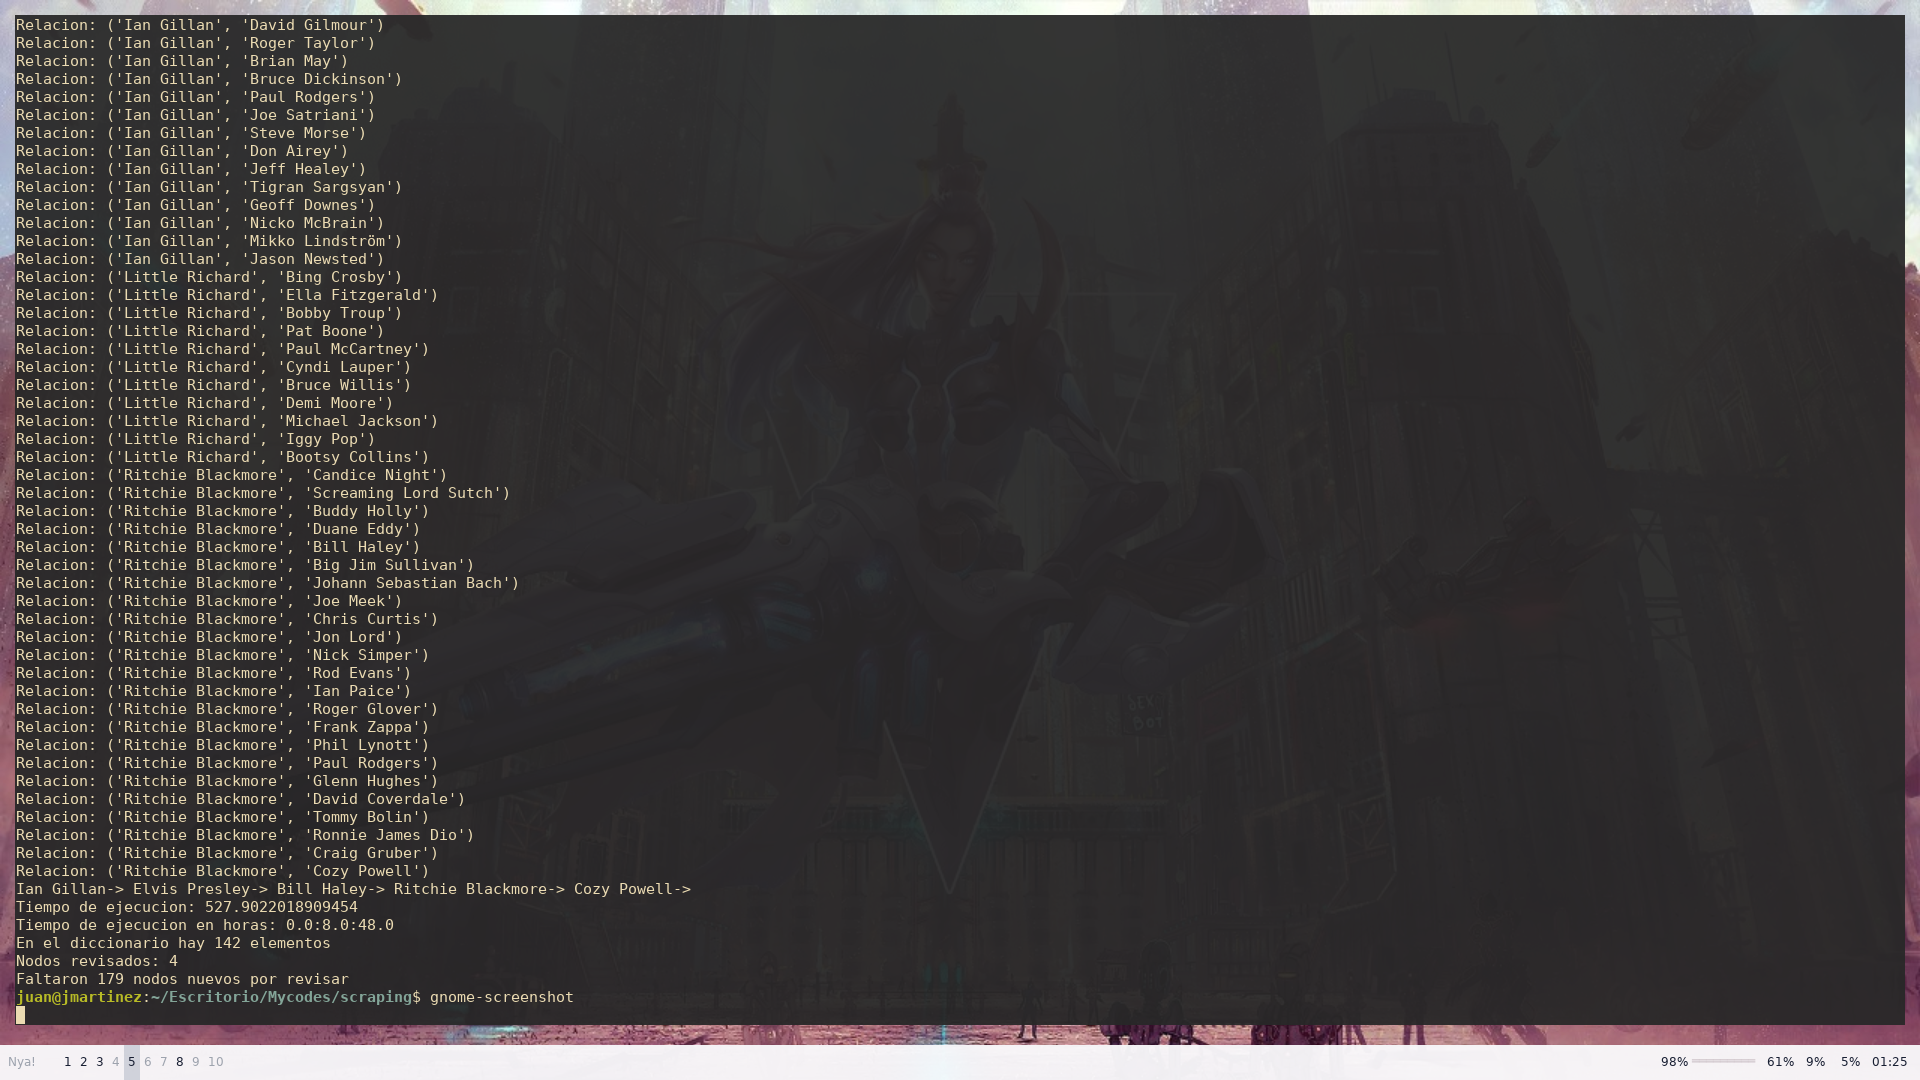 Relacion: ('Ian Gillan', 'David Gilmour')
Relacion: ('Ian Gillan', 'Roger Taylor')
Relacion: ('Ian Gillan', 'Brian May')
Relacion: ('Ian Gillan', 'Bruce Dickinson')
Relacion: ('Ian Gillan', 'Paul Rodgers')
Relacion: ('Ian Gillan', 'Joe Satriani')
Relacion: ('Ian Gillan', 'Steve Morse')
Relacion: ('Ian Gillan', 'Don Airey')
Relacion: ('Ian Gillan', 'Jeff Healey')
Relacion: ('Ian Gillan', 'Tigran Sargsyan')
Relacion: ('Ian Gillan', 'Geoff Downes')
Relacion: ('Ian Gillan', 'Nicko McBrain')
Relacion: ('Ian Gillan', 'Mikko Lindström')
Relacion: ('Ian Gillan', 'Jason Newsted')
Relacion: ('Little Richard', 'Bing Crosby')
Relacion: ('Little Richard', 'Ella Fitzgerald')
Relacion: ('Little Richard', 'Bobby Troup')
Relacion: ('Little Richard', 'Pat Boone')
Relacion: ('Little Richard', 'Paul McCartney')
Relacion: ('Little Richard', 'Cyndi Lauper')
Relacion: ('Little Richard', 'Bruce Willis')
Relacion: ('Little Richard', 'Demi Moore')
Relacion: ('Little Richard', 'Michael Jackson')
Relacion: ('Little Richard', 'Iggy Pop')
Relacion: ('Little Richard', 'Bootsy Collins')
Relacion: ('Ritchie Blackmore', 'Candice Night')
Relacion: ('Ritchie Blackmore', 'Screaming Lord Sutch')
Relacion: ('Ritchie Blackmore', 'Buddy Holly')
Relacion: ('Ritchie Blackmore', 'Duane Eddy')
Relacion: ('Ritchie Blackmore', 'Bill Haley')
Relacion: ('Ritchie Blackmore', 'Big Jim Sullivan')
Relacion: ('Ritchie Blackmore', 'Johann Sebastian Bach')
Relacion: ('Ritchie Blackmore', 'Joe Meek')
Relacion: ('Ritchie Blackmore', 'Chris Curtis')
Relacion: ('Ritchie Blackmore', 'Jon Lord')
Relacion: ('Ritchie Blackmore', 'Nick Simper')
Relacion: ('Ritchie Blackmore', 'Rod Evans')
Relacion: ('Ritchie Blackmore', 'Ian Paice')
Relacion: ('Ritchie Blackmore', 'Roger Glover')
Relacion: ('Ritchie Blackmore', 'Frank Zappa')
Relacion: ('Ritchie Blackmore', 'Phil Lynott')
Relacion: ('Ritchie Blackmore', 'Paul Rodgers')
Relacion: ('Ritchie Blackmore', 'Glenn Hughes')
Relacion: ('Ritchie Blackmore', 'David Coverdale')
Relacion: ('Ritchie Blackmore', 'Tommy Bolin')
Relacion: ('Ritchie Blackmore', 'Ronnie James Dio')
Relacion: ('Ritchie Blackmore', 'Craig Gruber')
Relacion: ('Ritchie Blackmore', 'Cozy Powell')
Ian Gillan-> Elvis Presley-> Bill Haley-> Ritchie Blackmore-> Cozy Powell->
Tiempo de ejecucion: 527.9022018909454
Tiempo de ejecucion en horas: 0.0:8.0:48.0
En el diccionario hay 142 elementos
Nodos revisados: 4
Faltaron 179 nodos nuevos por revisar
juan@jmartinez:~/Escritorio/Mycodes/scraping$ gnome-screenshot
Nya! 1 2 3 4 5 6 7 8 9 10 98% 61% 9% 5% 01:25